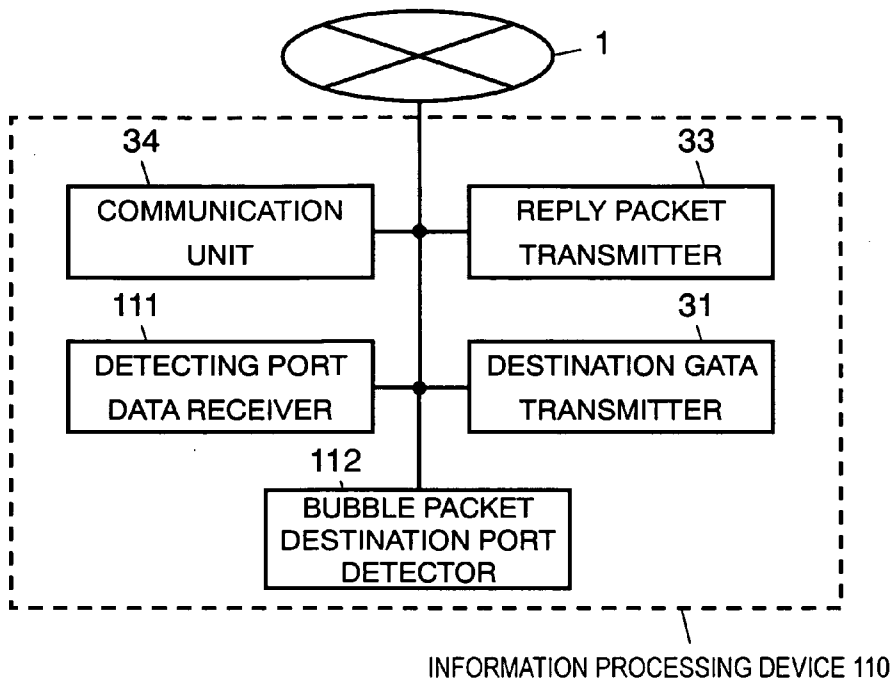 1
34
33
COMMUNICATION
UNIT
REPLY PACKET
TRANSMITTER
111
31
DETECTING PORT
DATA RECEIVER
DESTINATION GATA
TRANSMITTER
112
BUBBLE PACKET
DESTINATION PORT
DETECTOR
INFORMATION PROCESSING DEVICE 110